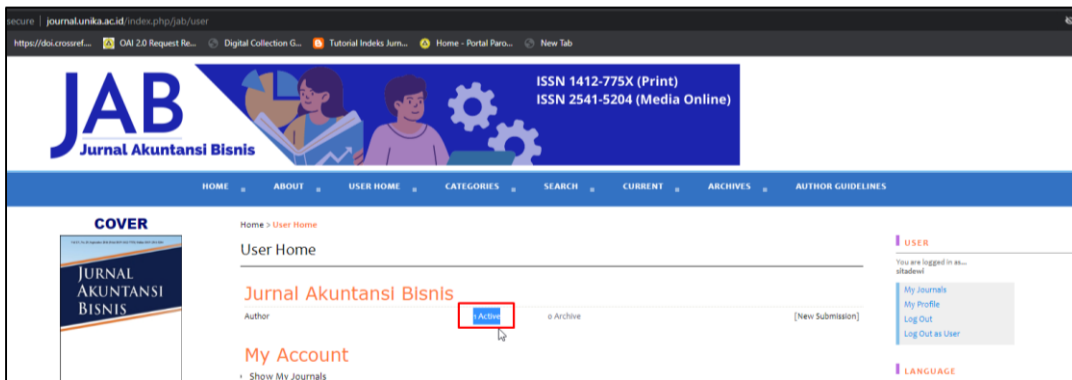 secure | journal.unika.ac.id/index.php/jab/user
https://doi.crossref.... OAI 2.0 Request Re... Digital Collection G... Tutorial Indeks Jurn... Home - Portal Paro... New Tab
JAB
Jurnal Akuntansi Bisnis
ISSN 1412-775X (Print)
ISSN 2541-5204 (Media Online)
HOME ABOUT USER HOME CATEGORIES SEARCH CURRENT ARCHIVES AUTHOR GUIDELINES
COVER
JURNAL
AKUNTANSI
BISNIS
Home > User Home
User Home
Jurnal Akuntansi Bisnis
Author 1 Active 0 Archive [New Submission]
My Account
Show My Journals
USER
You are logged in as...
sitadewi
My Journals
My Profile
Log Out
Log Out as User
LANGUAGE